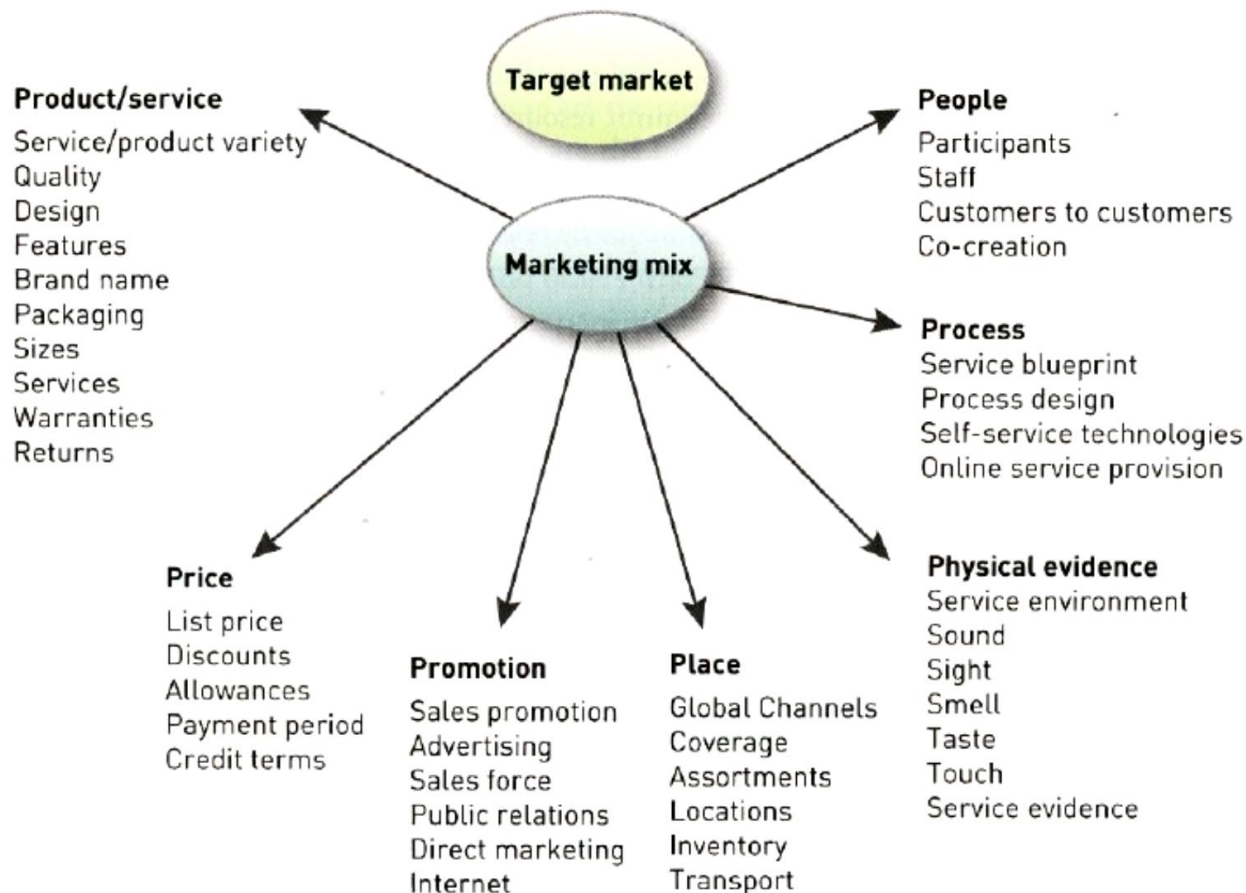 Target market
Marketing mix
Product/service
Service/product variety
Quality
Design
Features
Brand name
Packaging
Sizes
Services
Warranties
Returns
Price
List price
Discounts
Allowances
Payment period
Credit terms
Promotion
Sales promotion
Advertising
Sales force
Public relations
Direct marketing
Internet
Place
Global Channels
Coverage
Assortments
Locations
Inventory
Transport
Physical evidence
Service environment
Sound
Sight
Smell
Taste
Touch
Service evidence
Process
Service blueprint
Process design
Self-service technologies
Online service provision
People
Participants
Staff
Customers to customers
Co-creation